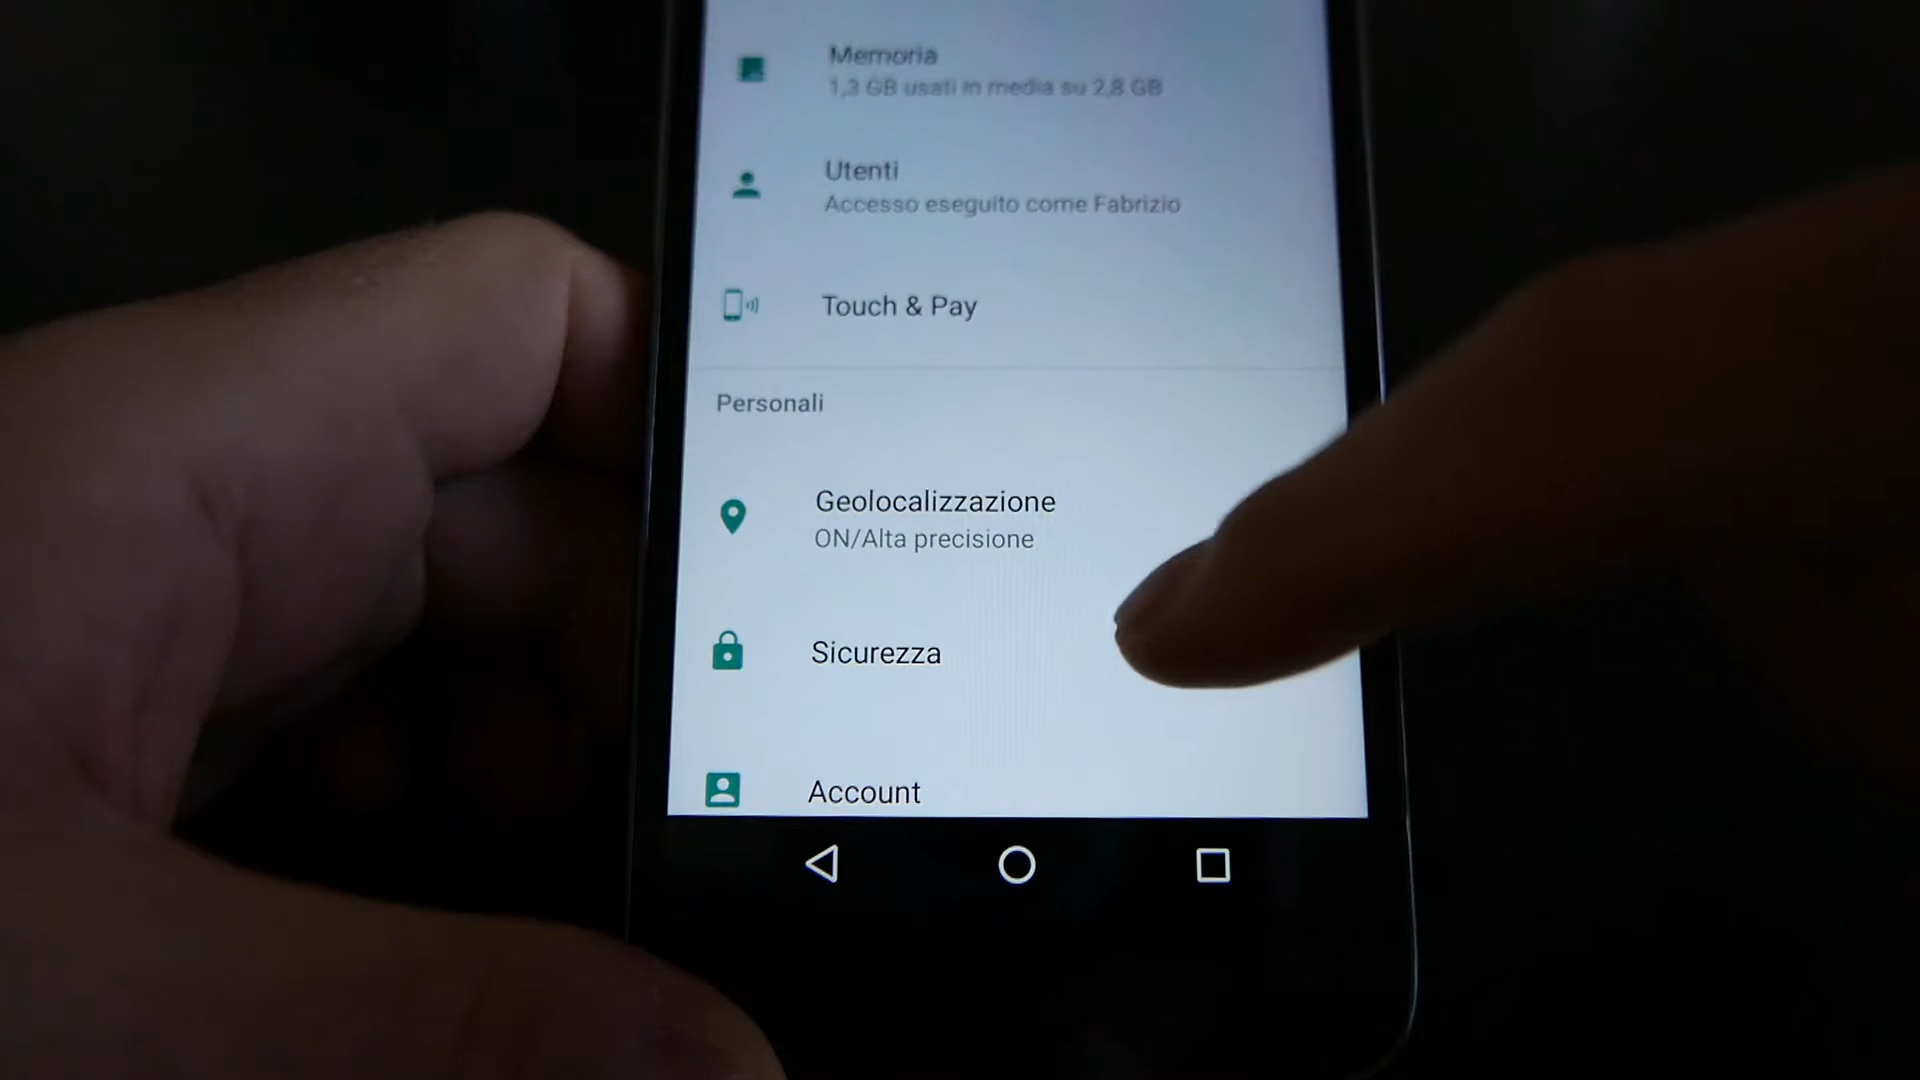 Memoria
1,3 GB usati in media su 2,8 GB
Utenti
Accesso eseguito come Fabrizio
Touch & Pay
Personali
Geolocalizzazione
ON/Alta precisione
Sicurezza
Account